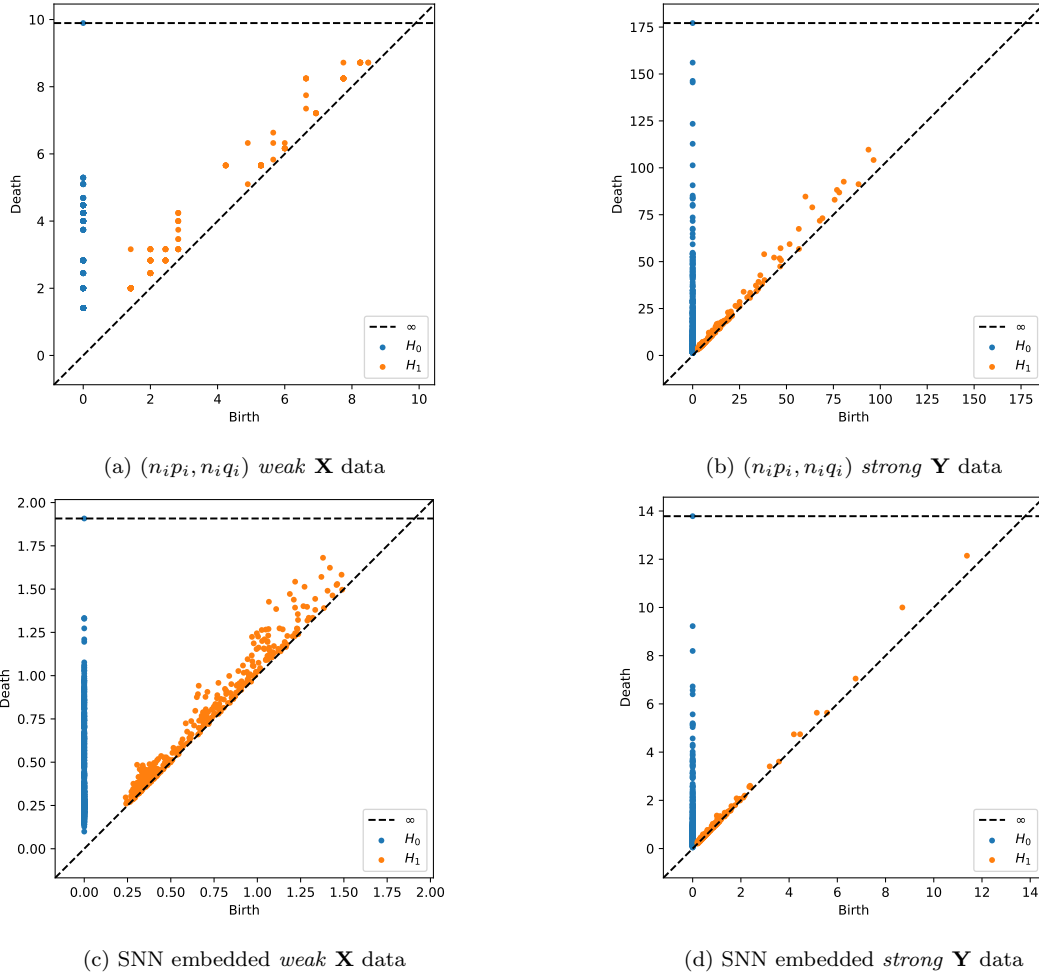 10
8
6
4
2
0
Death
0 2 4 6 8 10
Birth
∞
H₀
H₁
(a) (nᵢpᵢ, nᵢqᵢ) weak X data
175
150
125
100
75
50
25
0
Death
0 25 50 75 100 125 150 175
Birth
∞
H₀
H₁
(b) (nᵢpᵢ, nᵢqᵢ) strong Y data
2.00
1.75
1.50
1.25
1.00
0.75
0.50
0.25
0.00
Death
0.00 0.25 0.50 0.75 1.00 1.25 1.50 1.75 2.00
Birth
∞
H₀
H₁
(c) SNN embedded weak X data
14
12
10
8
6
4
2
0
Death
0 2 4 6 8 10 12 14
Birth
∞
H₀
H₁
(d) SNN embedded strong Y data